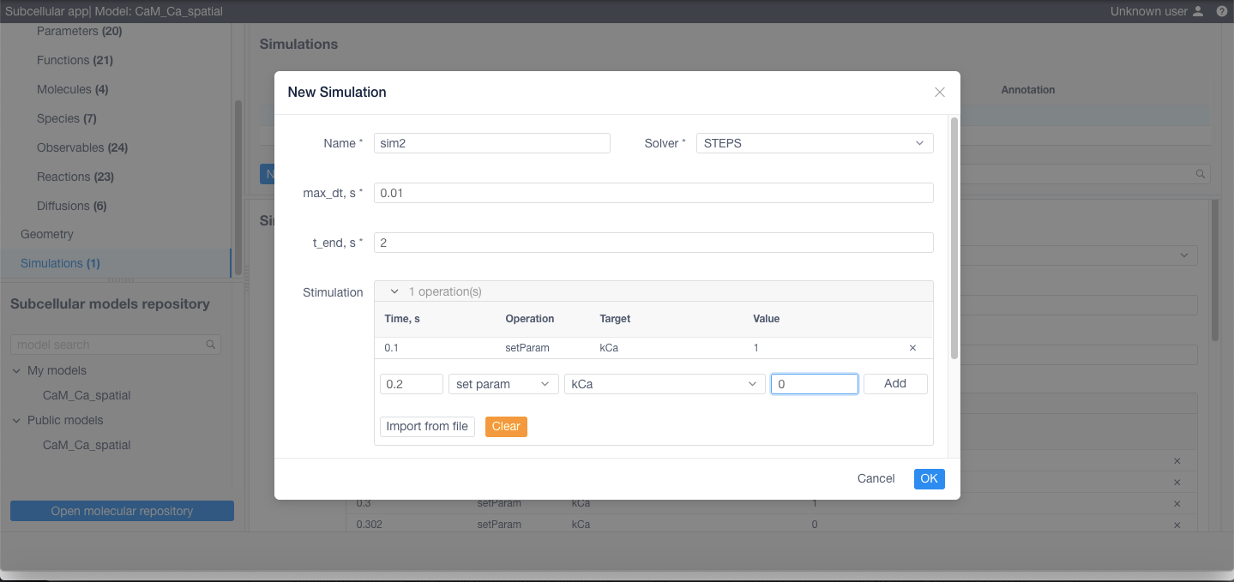 Subcellular app| Model: CaM_Ca_spatial
Unknown user
Parameters (20)
Functions (21)
Molecules (4)
Species (7)
Observables (24)
Reactions (23)
Diffusions (6)
Geometry
Simulations (1)
Subcellular models repository
model search
My models
CaM_Ca_spatial
Public models
CaM_Ca_spatial
Open molecular repository
Simulations
Annotation
New Simulation
Name *
sim2
Solver *
STEPS
max_dt, s *
0.01
t_end, s *
2
Stimulation
1 operation(s)
Time, s Operation Target Value
0.1 setParam kCa 1 ×
0.2 set param kCa 0 Add
Import from file Clear
Cancel OK
0.3 setParam kCa 1 ×
0.302 setParam kCa 0 ×